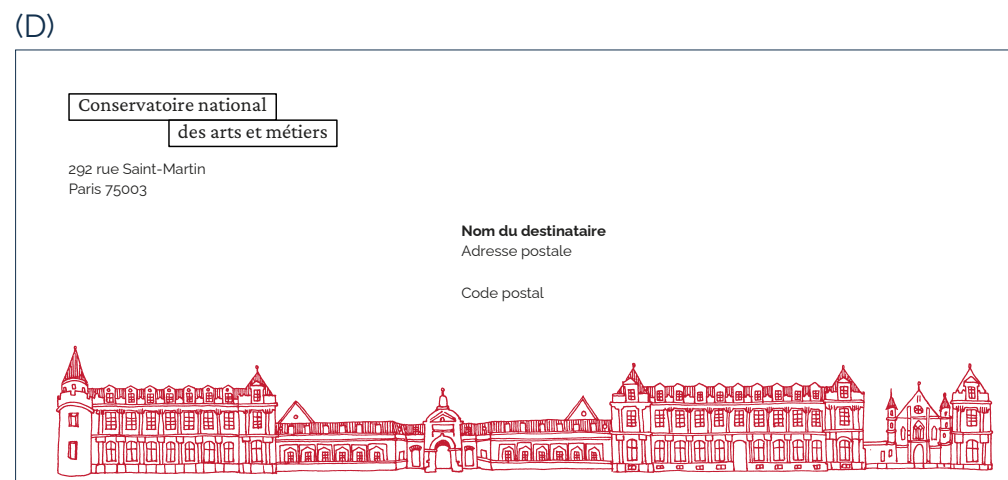 (D)
Conservatoire national
des arts et métiers
292 rue Saint-Martin
Paris 75003
Nom du destinataire
Adresse postale
Code postal